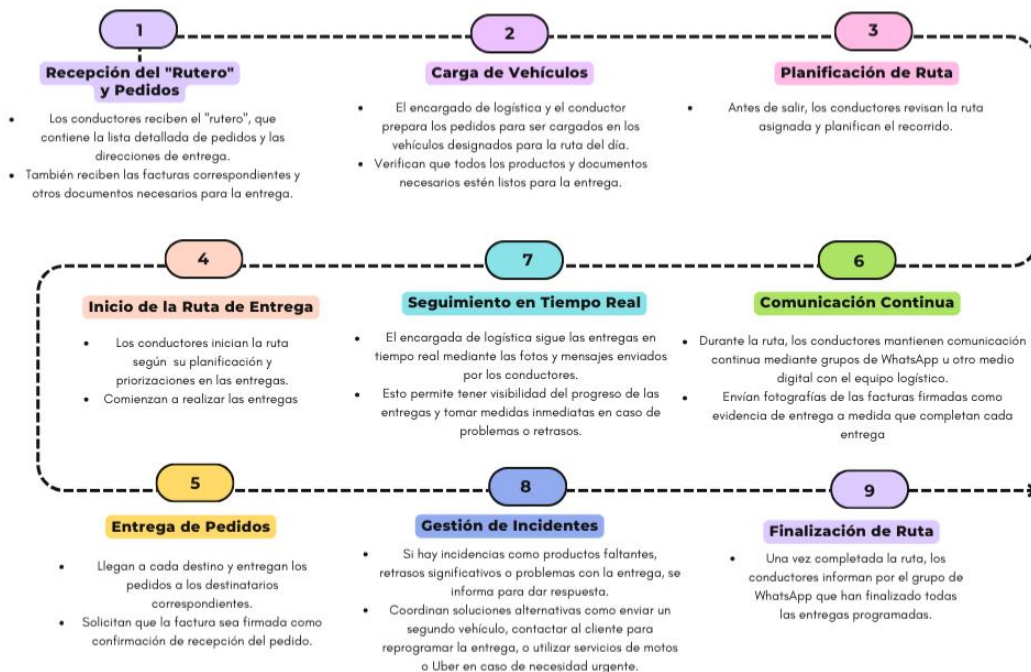 1
Recepción del "Rutero"
y Pedidos
Los conductores reciben el "rutero", que
contiene la lista detallada de pedidos y las
direcciones de entrega.
También reciben las facturas correspondientes y
otros documentos necesarios para la entrega.
2
Carga de Vehículos
El encargado de logística y el conductor
prepara los pedidos para ser cargados en los
vehículos designados para la ruta del día.
Verifican que todos los productos y documentos
necesarios estén listos para la entrega.
3
Planificación de Ruta
Antes de salir, los conductores revisan la ruta
asignada y planifican el recorrido.
4
Inicio de la Ruta de Entrega
Los conductores inician la ruta
según su planificación y
priorizaciones en las entregas.
Comienzan a realizar las entregas
7
Seguimiento en Tiempo Real
El encargada de logística sigue las entregas en
tiempo real mediante las fotos y mensajes enviados
por los conductores.
Esto permite tener visibilidad del progreso de las
entregas y tomar medidas inmediatas en caso de
problemas o retrasos.
6
Comunicación Continua
Durante la ruta, los conductores mantienen comunicación
continua mediante grupos de WhatsApp u otro medio
digital con el equipo logístico.
Envían fotografías de las facturas firmadas como
evidencia de entrega a medida que completan cada
entrega
5
Entrega de Pedidos
Llegan a cada destino y entregan los
pedidos a los destinatarios
correspondientes.
Solicitan que la factura sea firmada como
confirmación de recepción del pedido.
8
Gestión de Incidentes
Si hay incidencias como productos faltantes,
retrasos significativos o problemas con la entrega, se
informa para dar respuesta.
Coordinan soluciones alternativas como enviar un
segundo vehículo, contactar al cliente para
reprogramar la entrega, o utilizar servicios de motos
o Uber en caso de necesidad urgente.
9
Finalización de Ruta
Una vez completada la ruta, los
conductores informan por el grupo de
WhatsApp que han finalizado todas
las entregas programadas.